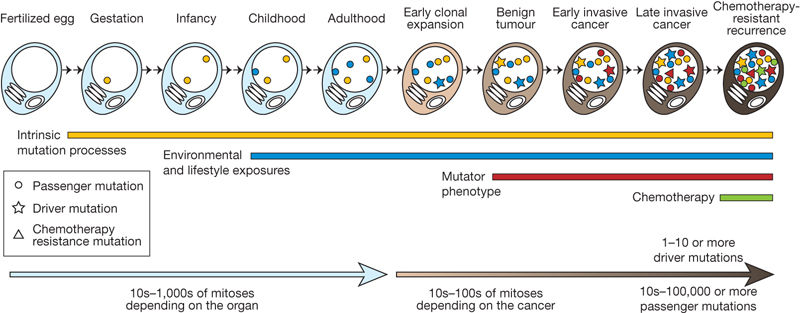 Fertilized egg
Gestation
Infancy
Childhood
Adulthood
Early clonal
expansion
Benign
tumour
Early invasive
cancer
Late invasive
cancer
Chemotherapy-
resistant
recurrence
Intrinsic
mutation processes
Environmental
and lifestyle exposures
Mutator
phenotype
Chemotherapy
Passenger mutation
Driver mutation
Chemotherapy
resistance mutation
1–10 or more
driver mutations
10s–1,000s of mitoses
depending on the organ
10s–100s of mitoses
depending on the cancer
10s–100,000 or more
passenger mutations